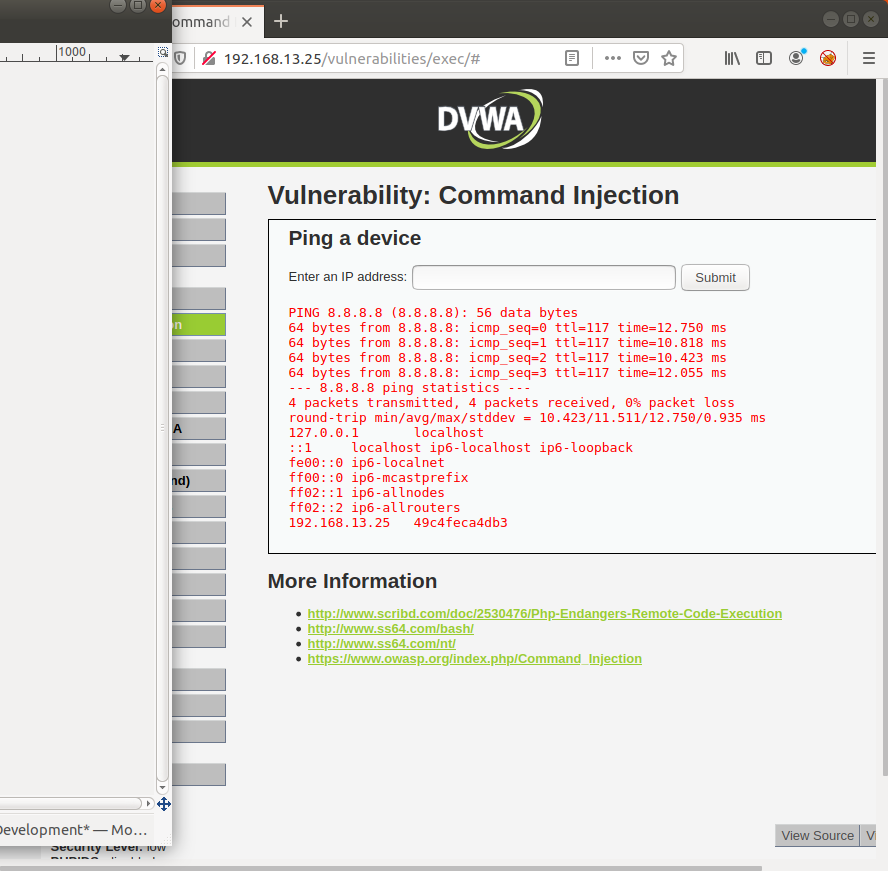 1000
ommand I
192.168.13.25/vulnerabilities/exec/#
DVWA
Vulnerability: Command Injection
Ping a device
Enter an IP address:
Submit
PING 8.8.8.8 (8.8.8.8): 56 data bytes
64 bytes from 8.8.8.8: icmp_seq=0 ttl=117 time=12.750 ms
64 bytes from 8.8.8.8: icmp_seq=1 ttl=117 time=10.818 ms
64 bytes from 8.8.8.8: icmp_seq=2 ttl=117 time=10.423 ms
64 bytes from 8.8.8.8: icmp_seq=3 ttl=117 time=12.055 ms
--- 8.8.8.8 ping statistics ---
4 packets transmitted, 4 packets received, 0% packet loss
round-trip min/avg/max/stddev = 10.423/11.511/12.750/0.935 ms
127.0.0.1       localhost
::1     localhost ip6-localhost ip6-loopback
fe00::0 ip6-localnet
ff00::0 ip6-mcastprefix
ff02::1 ip6-allnodes
ff02::2 ip6-allrouters
192.168.13.25   49c4feca4db3
on
A
nd)
More Information
http://www.scribd.com/doc/2530476/Php-Endangers-Remote-Code-Execution
http://www.ss64.com/bash/
http://www.ss64.com/nt/
https://www.owasp.org/index.php/Command_Injection
Development* — Mo...
View Source
Vi
Security Level: low